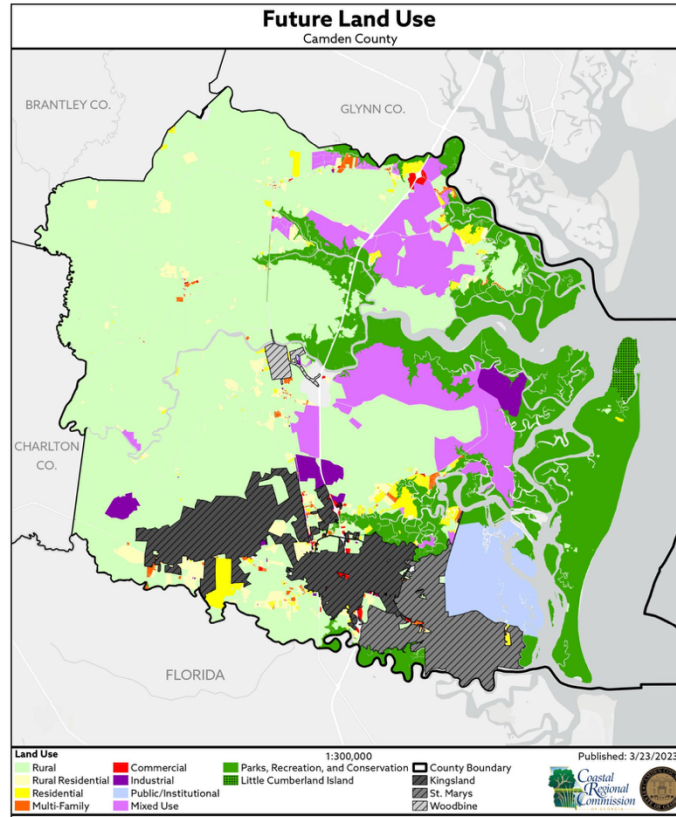 Future Land Use
Camden County
BRANTLEY CO.
GLYNN CO.
CHARLTON
CO.
FLORIDA
Land Use
Rural
Rural Residential
Residential
Multi-Family
Commercial
Industrial
Public/Institutional
Mixed Use
1:300,000
Parks, Recreation, and Conservation
Little Cumberland Island
County Boundary
Kingsland
St. Marys
Woodbine
Published: 3/23/2023
Coastal
Regional
Commission
OF GEORGIA